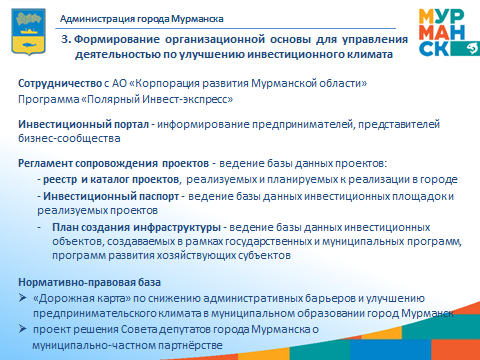 Администрация города Мурманска
МУР
МАН
СК
3. Формирование организационной основы для управления
деятельностью по улучшению инвестиционного климата
Сотрудничество с АО «Корпорация развития Мурманской области»
Программа «Полярный Инвест-экспресс»
Инвестиционный портал - информирование предпринимателей, представителей
бизнес-сообщества
Регламент сопровождения проектов - ведение базы данных проектов:
- реестр и каталог проектов, реализуемых и планируемых к реализации в городе
- Инвестиционный паспорт - ведение базы данных инвестиционных площадок и
реализуемых проектов
- План создания инфраструктуры - ведение базы данных инвестиционных
объектов, создаваемых в рамках государственных и муниципальных программ,
программ развития хозяйствующих субъектов
Нормативно-правовая база
➢ «Дорожная карта» по снижению административных барьеров и улучшению
предпринимательского климата в муниципальном образовании город Мурманск
➢ проект решения Совета депутатов города Мурманска о
муниципально-частном партнёрстве